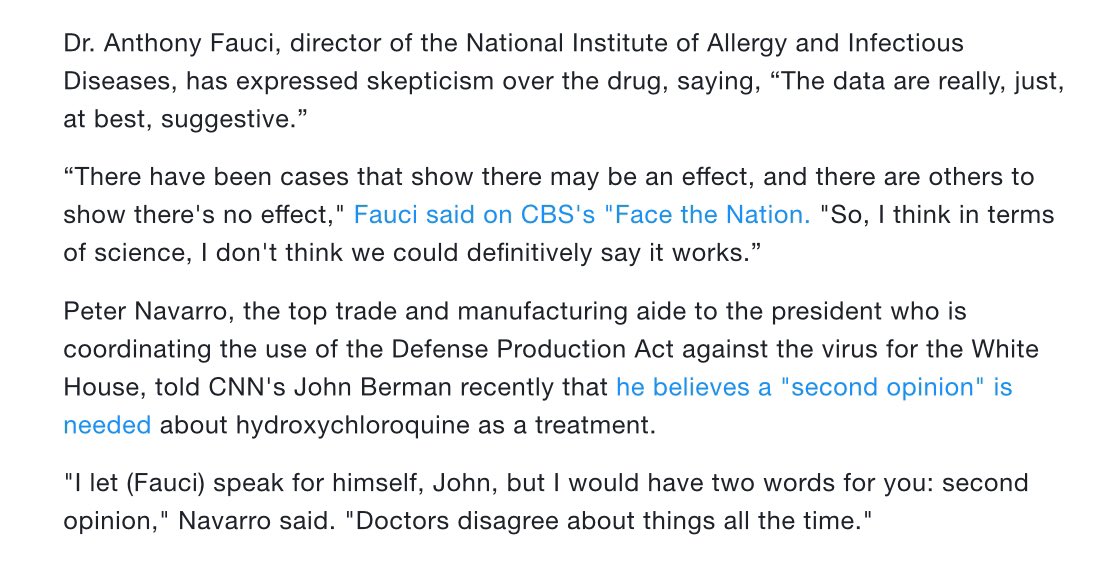 Dr. Anthony Fauci, director of the National Institute of Allergy and Infectious
Diseases, has expressed skepticism over the drug, saying, “The data are really, just,
at best, suggestive.”
“There have been cases that show there may be an effect, and there are others to
show there's no effect," Fauci said on CBS's "Face the Nation. "So, I think in terms
of science, I don't think we could definitively say it works.”
Peter Navarro, the top trade and manufacturing aide to the president who is
coordinating the use of the Defense Production Act against the virus for the White
House, told CNN's John Berman recently that he believes a "second opinion" is
needed about hydroxychloroquine as a treatment.
"I let (Fauci) speak for himself, John, but I would have two words for you: second
opinion," Navarro said. "Doctors disagree about things all the time."